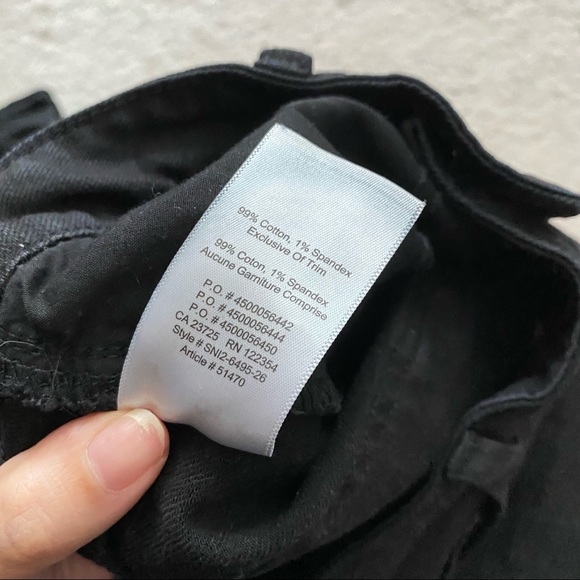 99% Cotton, 1% Spandex
Exclusive Of Trim
99% Coton, 1% Spandex
Aucune Garniture Comprise
P.O. # 4500056442
P.O. # 4500056444
P.O. # 4500056450
CA 23725 RN 122354
Style # SNI2-6495-26
Article # 51470